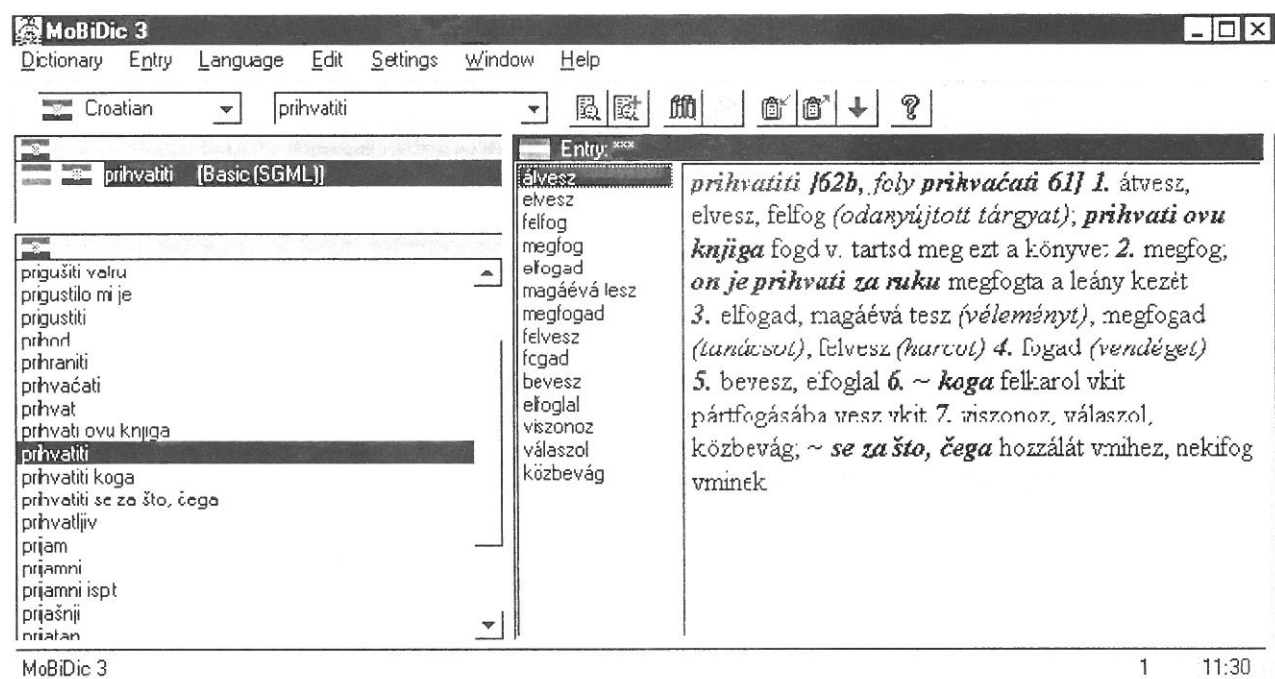 MoBiDic 3
Dictionary Entry Language Edit Settings Window Help
Croatian prihvatiti
prihvatiti [Basic (SGML)]
prigušiti valru
prigustilo mi je
prigustiti
prihod
prihraniti
prihvaćati
prihvat
prihvati ovu knjiga
prihvatiti
prihvatiti koga
prihvatiti se za što, čega
prihvatljiv
prijam
prijamni
prijamni ispt
prijašnji
prijatan
Entry: ***
átvesz
elvesz
felfog
megfog
elfogad
magáévá tesz
megfogad
felvesz
fogad
bevesz
elfoglal
viszonoz
válaszol
közbevág
prihvatiti [62b, foly prihvaćati 61] 1. átvesz,
elvesz, felfog (odanyújtott tárgyat); prihvati ovu
knjiga fogd v. tartsd meg ezt a könyvet 2. megfog;
on je prihvati za ruku megfogta a leány kezét
3. elfogad, magáévá tesz (véleményt), megfogad
(tanácsot), felvesz (harcot) 4. fogad (vendéget)
5. bevesz, elfoglal 6. ~ koga felkarol vkit
pártfogásába vesz vkit 7. viszonoz, válaszol,
közbevág; ~ se za što, čega hozzálát vmihez, nekifog
vminek
MoBiDic 3 1 11:30